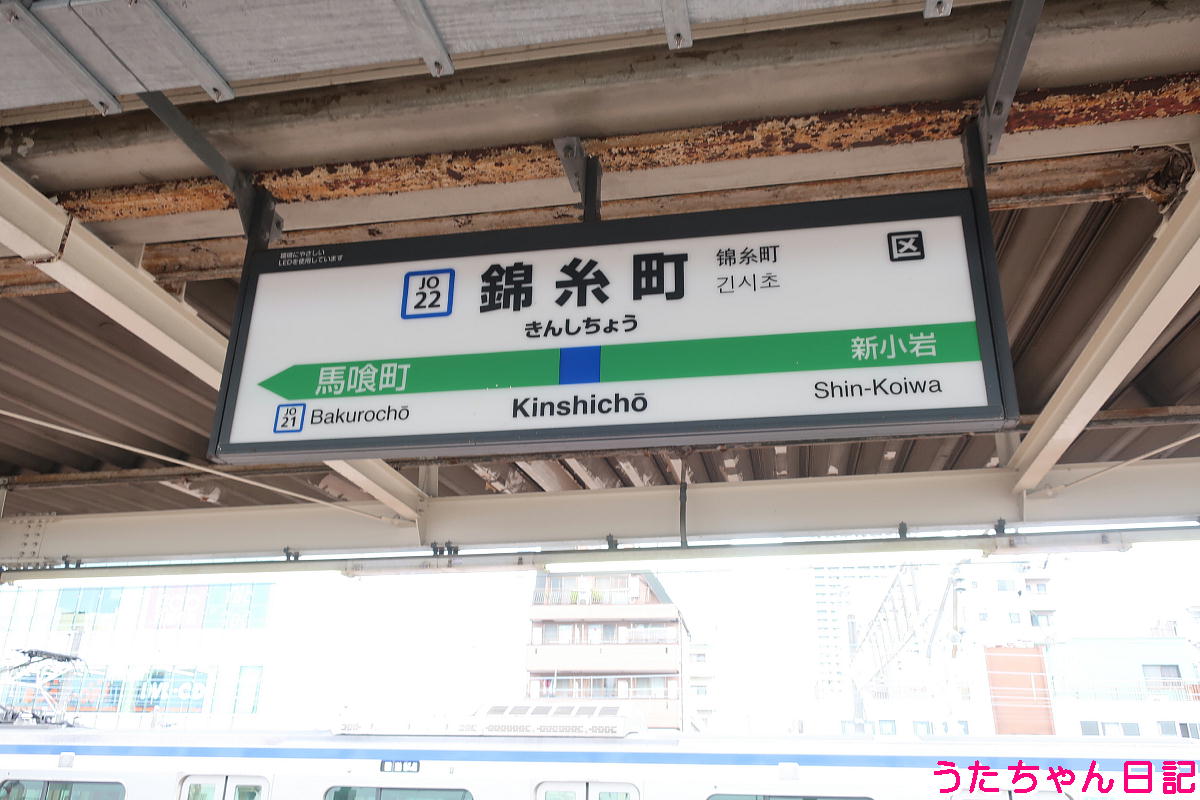 環境にやさしい
LEDを使用しています
JO
22
錦糸町
錦糸町
긴시초
区
きんしちょう
馬喰町
新小岩
JO
21
Bakurochō
Kinshichō
Shin-Koiwa
うたちゃん日記